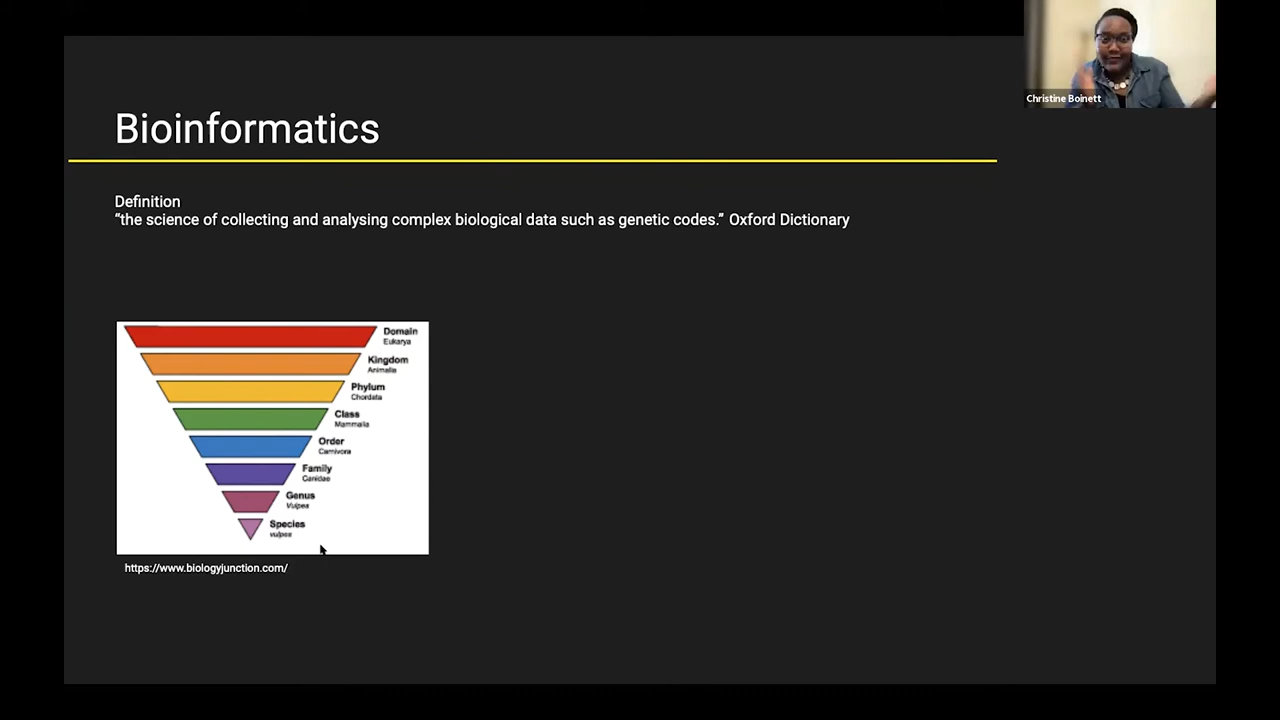 Bioinformatics
Christine Boinett
Definition
“the science of collecting and analysing complex biological data such as genetic codes.” Oxford Dictionary
Domain
Eukarya
Kingdom
Animalia
Phylum
Chordata
Class
Mammalia
Order
Carnivora
Family
Canidae
Genus
Vulpes
Species
vulpes
https://www.biologyjunction.com/